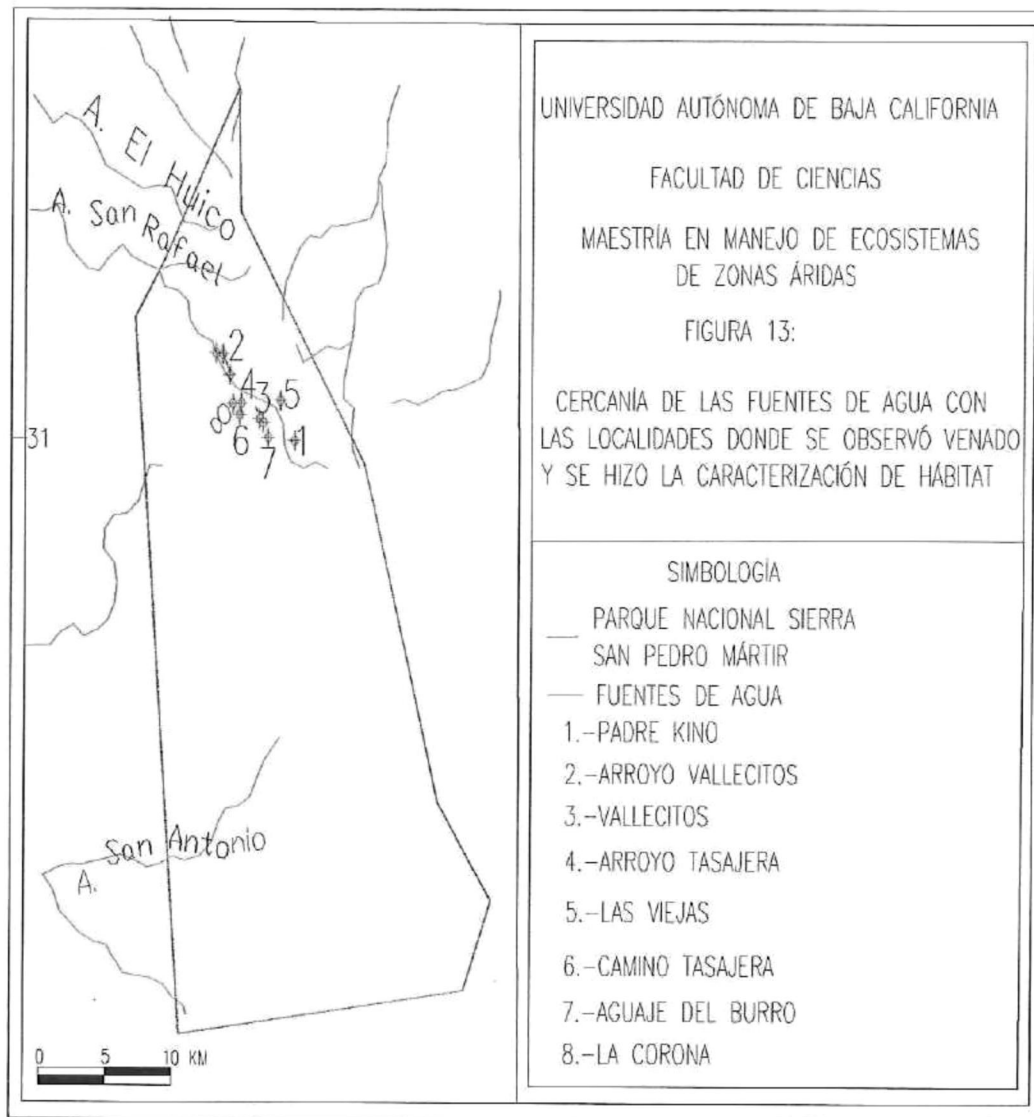 A. El Huico
A. San Rafael
2
4
3
5
8
6
7
1
31
San Antonio
A.
0 5 10 KM
UNIVERSIDAD AUTÓNOMA DE BAJA CALIFORNIA
FACULTAD DE CIENCIAS
MAESTRÍA EN MANEJO DE ECOSISTEMAS
DE ZONAS ÁRIDAS
FIGURA 13:
CERCANÍA DE LAS FUENTES DE AGUA CON
LAS LOCALIDADES DONDE SE OBSERVÓ VENADO
Y SE HIZO LA CARACTERIZACIÓN DE HÁBITAT
SIMBOLOGÍA
PARQUE NACIONAL SIERRA
SAN PEDRO MÁRTIR
FUENTES DE AGUA
1.-PADRE KINO
2.-ARROYO VALLECITOS
3.-VALLECITOS
4.-ARROYO TASAJERA
5.-LAS VIEJAS
6.-CAMINO TASAJERA
7.-AGUAJE DEL BURRO
8.-LA CORONA